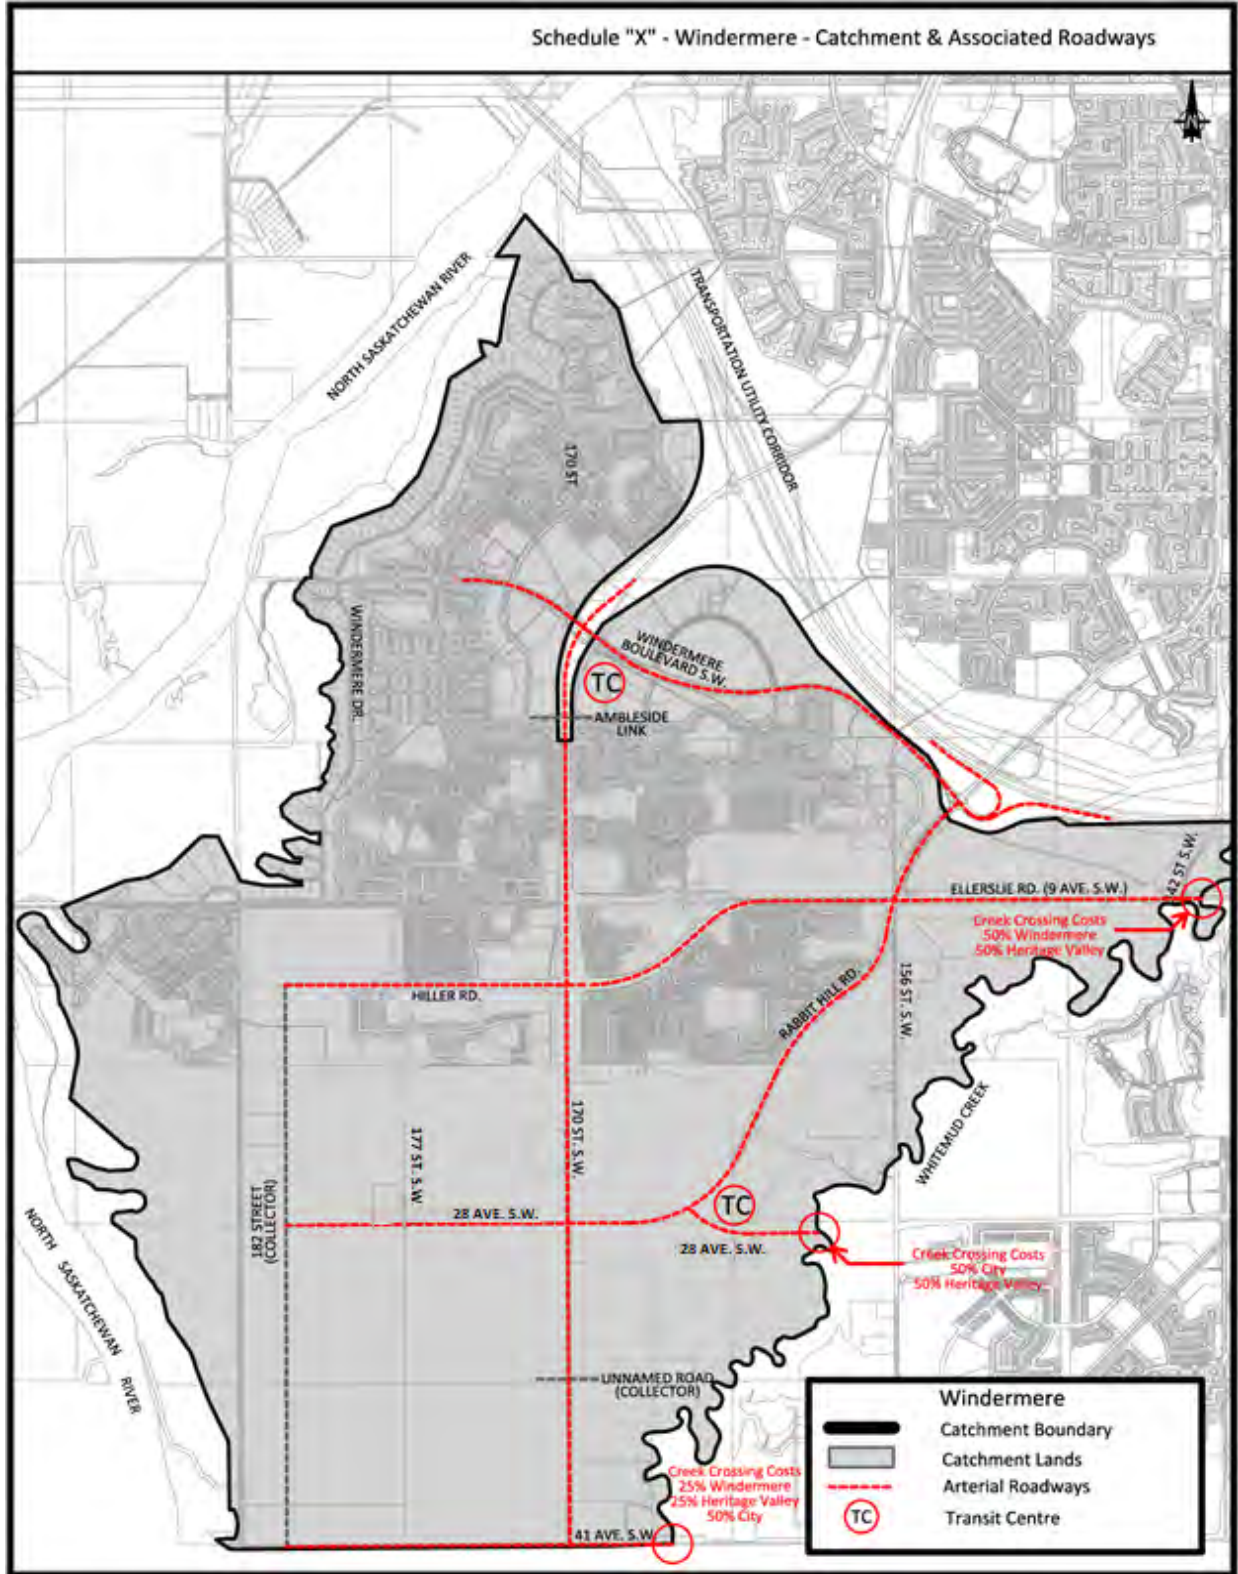 Schedule "X" - Windermere - Catchment & Associated Roadways
N
NORTH SASKATCHEWAN RIVER
TRANSPORTATION UTILITY CORRIDOR
170 ST
WINDERMERE DR.
WINDERMERE
BOULEVARD S.W.
TC
AMBLESIDE
LINK
42 ST S.W.
ELLERSLIE RD. (9 AVE. S.W.)
Creek Crossing Costs
50% Windermere
50% Heritage Valley
HILLER RD.
RABBIT HILL RD.
156 ST. S.W.
WHITEMUD CREEK
170 ST. S.W.
177 ST. S.W
182 STREET
(COLLECTOR)
28 AVE. S.W.
TC
28 AVE. S.W.
Creek Crossing Costs
50% City
50% Heritage Valley
NORTH SASKATCHEWAN RIVER
UNNAMED ROAD
(COLLECTOR)
Creek Crossing Costs
25% Windermere
25% Heritage Valley
50% City
41 AVE. S.W.
Windermere
Catchment Boundary
Catchment Lands
Arterial Roadways
TC Transit Centre